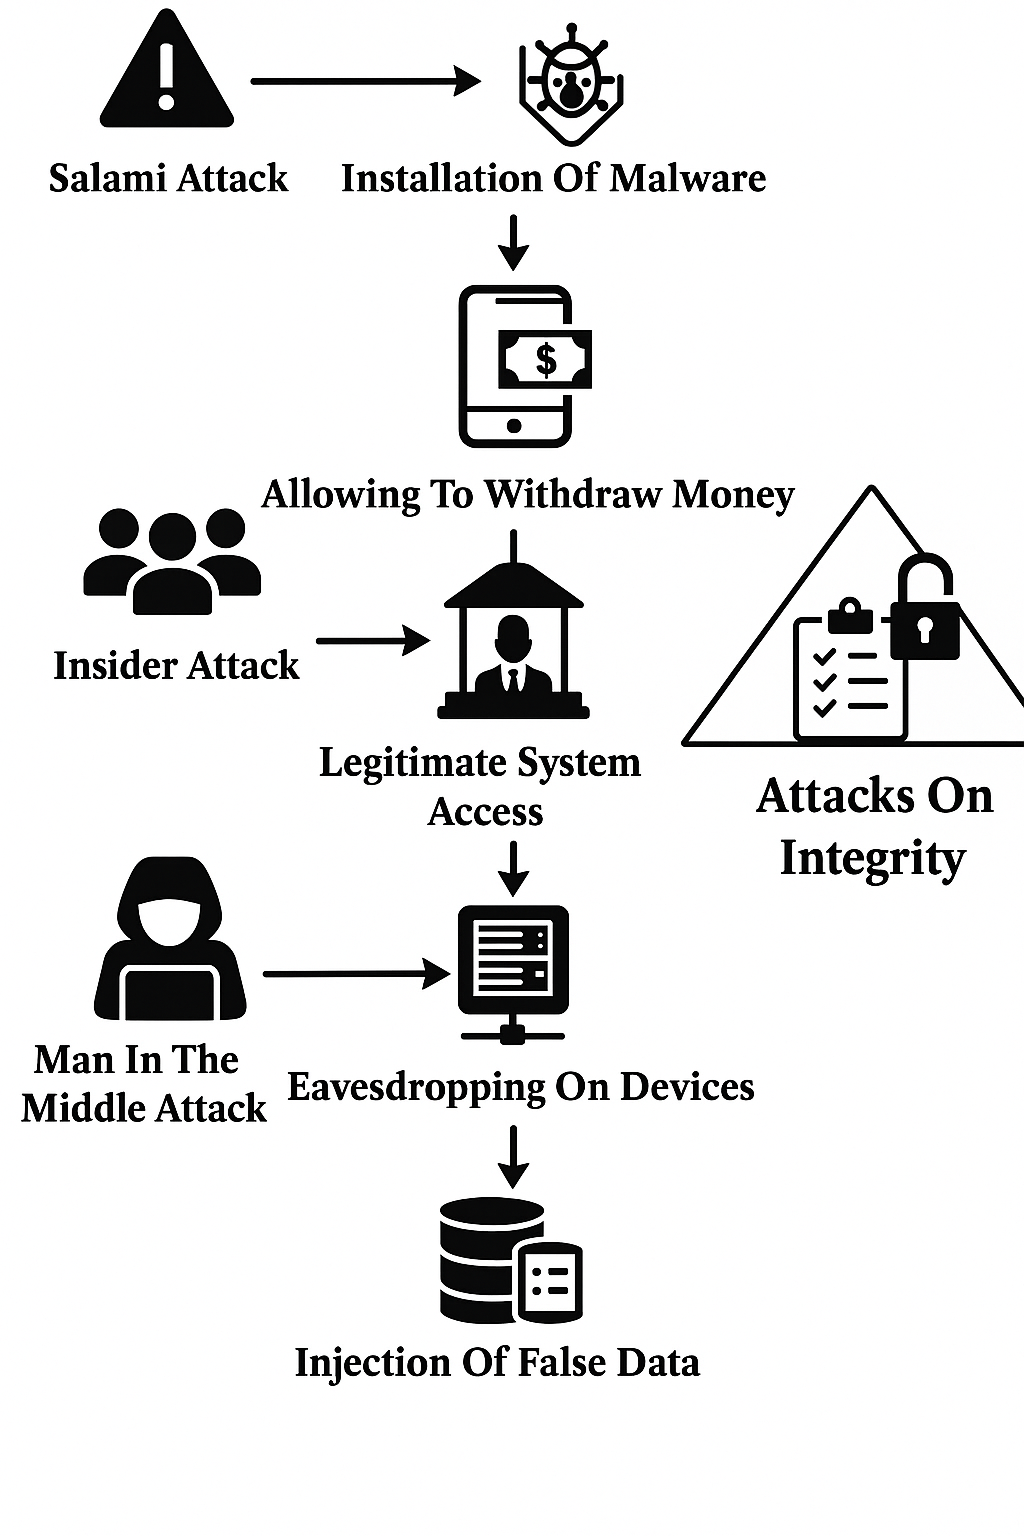 Salami Attack
Installation Of Malware
$
Allowing To Withdraw Money
Insider Attack
Legitimate System
Access
Attacks On
Integrity
Man In The
Middle Attack
Eavesdropping On Devices
Injection Of False Data